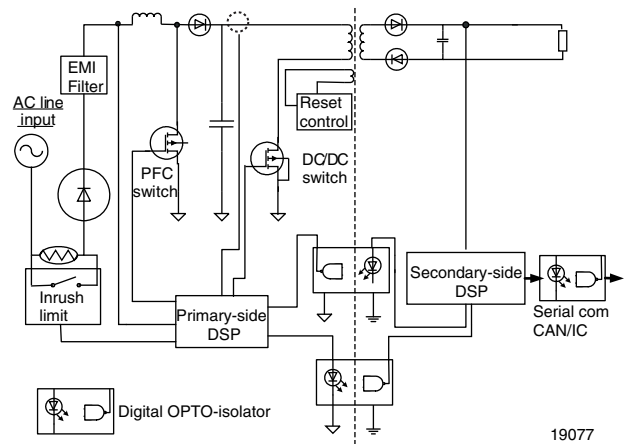 EMI
Filter
AC line
input
Reset
control
PFC
switch
DC/DC
switch
Inrush
limit
Primary-side
DSP
Secondary-side
DSP
Serial com
CAN/IC
Digital OPTO-isolator
19077